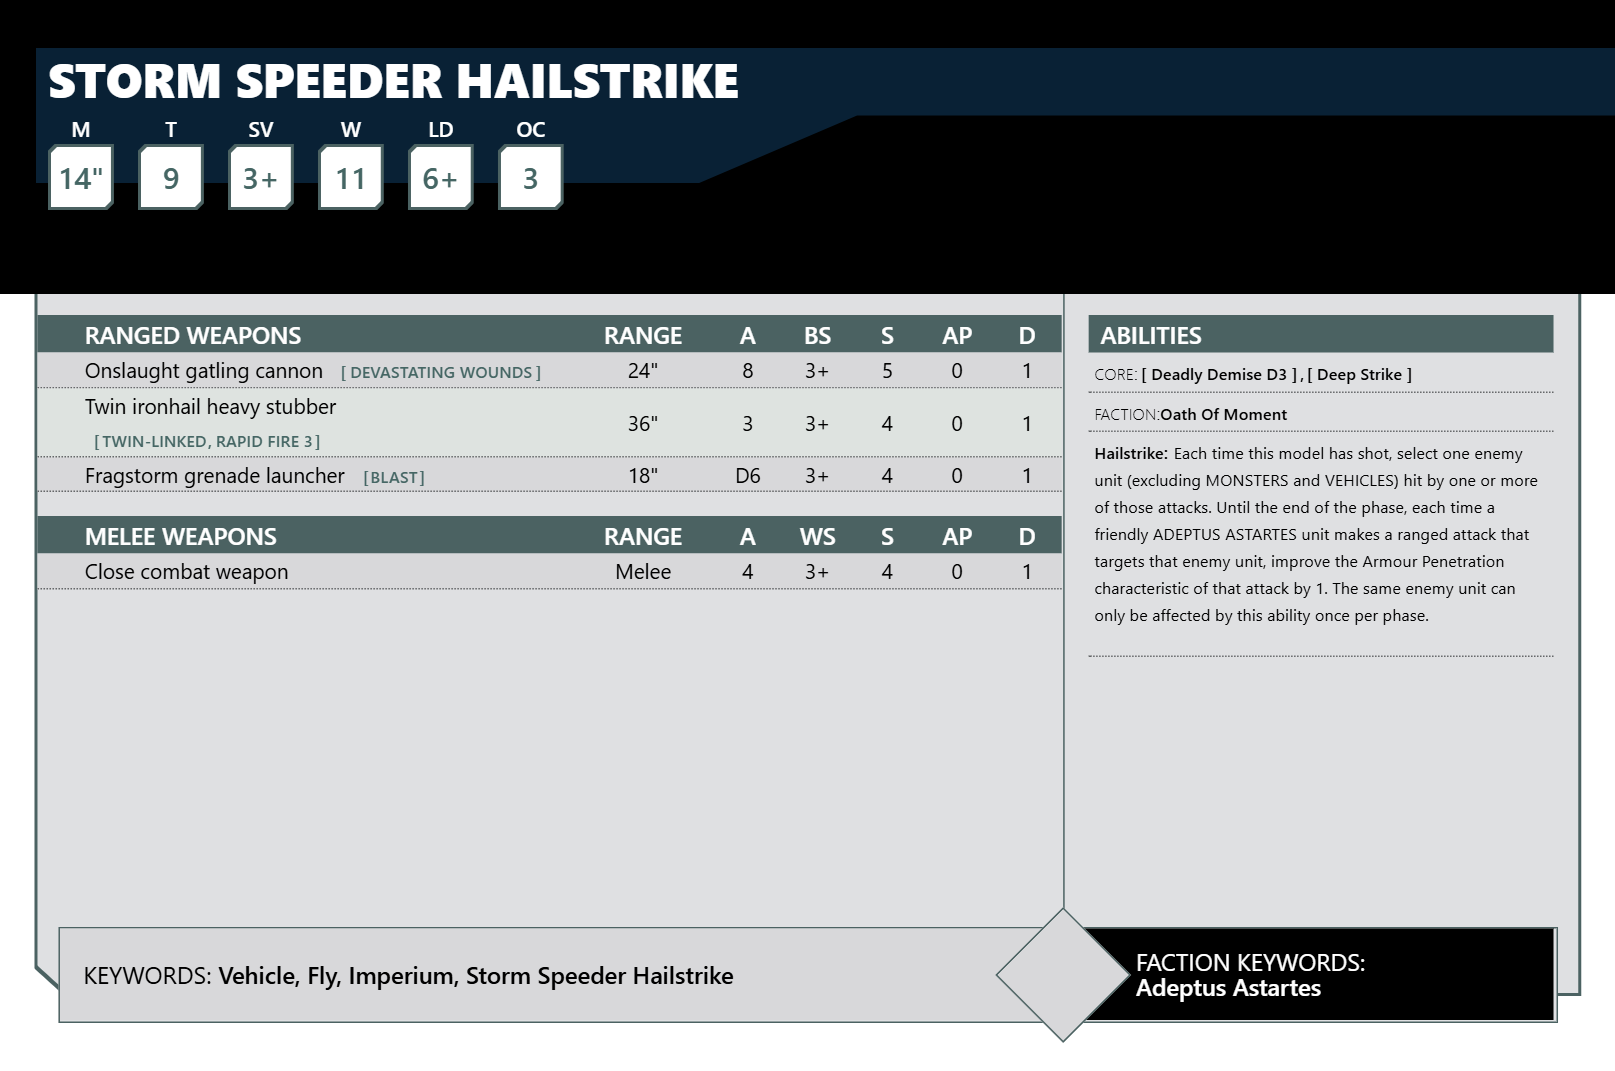 STORM SPEEDER HAILSTRIKE
M T SV W LD OC
14" 9 3+ 11 6+ 3
RANGED WEAPONS RANGE A BS S AP D
Onslaught gatling cannon [ DEVASTATING WOUNDS ] 24" 8 3+ 5 0 1
Twin ironhail heavy stubber
[ TWIN-LINKED, RAPID FIRE 3 ] 36" 3 3+ 4 0 1
Fragstorm grenade launcher [ BLAST ] 18" D6 3+ 4 0 1
MELEE WEAPONS RANGE A WS S AP D
Close combat weapon Melee 4 3+ 4 0 1
ABILITIES
CORE: [ Deadly Demise D3 ] , [ Deep Strike ]
FACTION:Oath Of Moment
Hailstrike: Each time this model has shot, select one enemy
unit (excluding MONSTERS and VEHICLES) hit by one or more
of those attacks. Until the end of the phase, each time a
friendly ADEPTUS ASTARTES unit makes a ranged attack that
targets that enemy unit, improve the Armour Penetration
characteristic of that attack by 1. The same enemy unit can
only be affected by this ability once per phase.
KEYWORDS: Vehicle, Fly, Imperium, Storm Speeder Hailstrike
FACTION KEYWORDS:
Adeptus Astartes